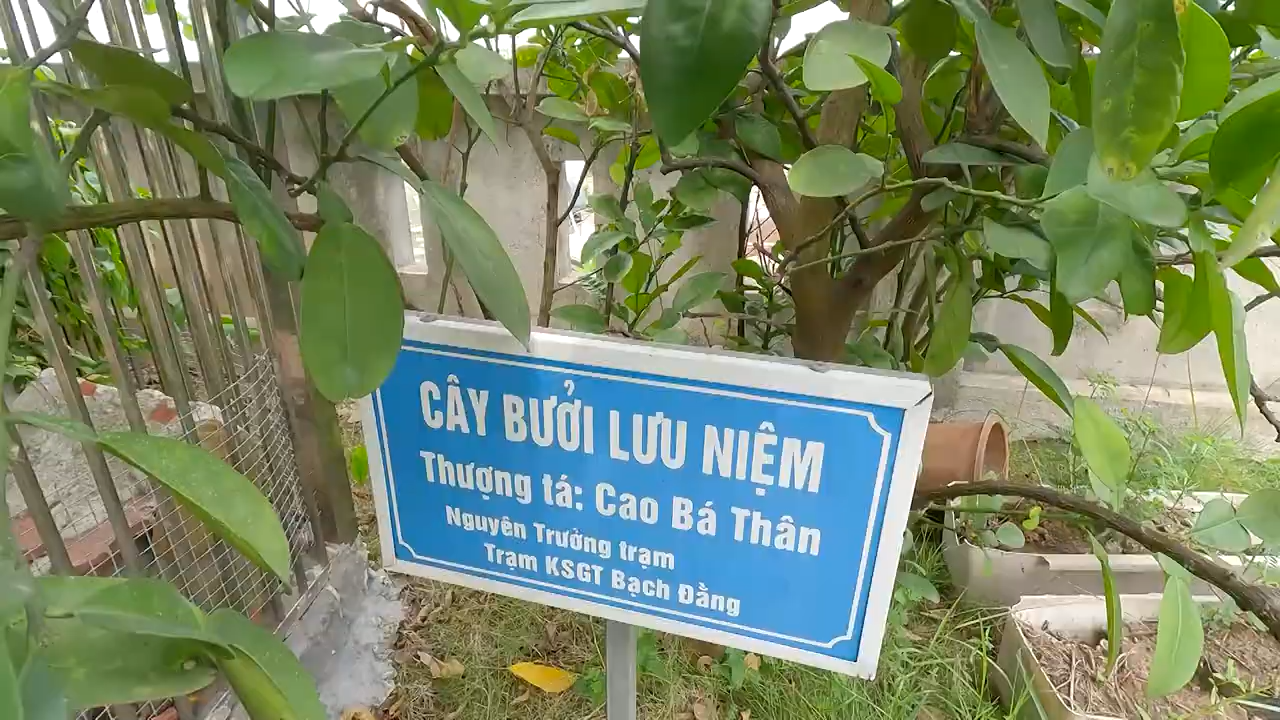 CÂY BƯỞI LƯU NIỆM
Thượng tá: Cao Bá Thân
Nguyên Trưởng trạm
Trạm KSGT Bạch Đằng